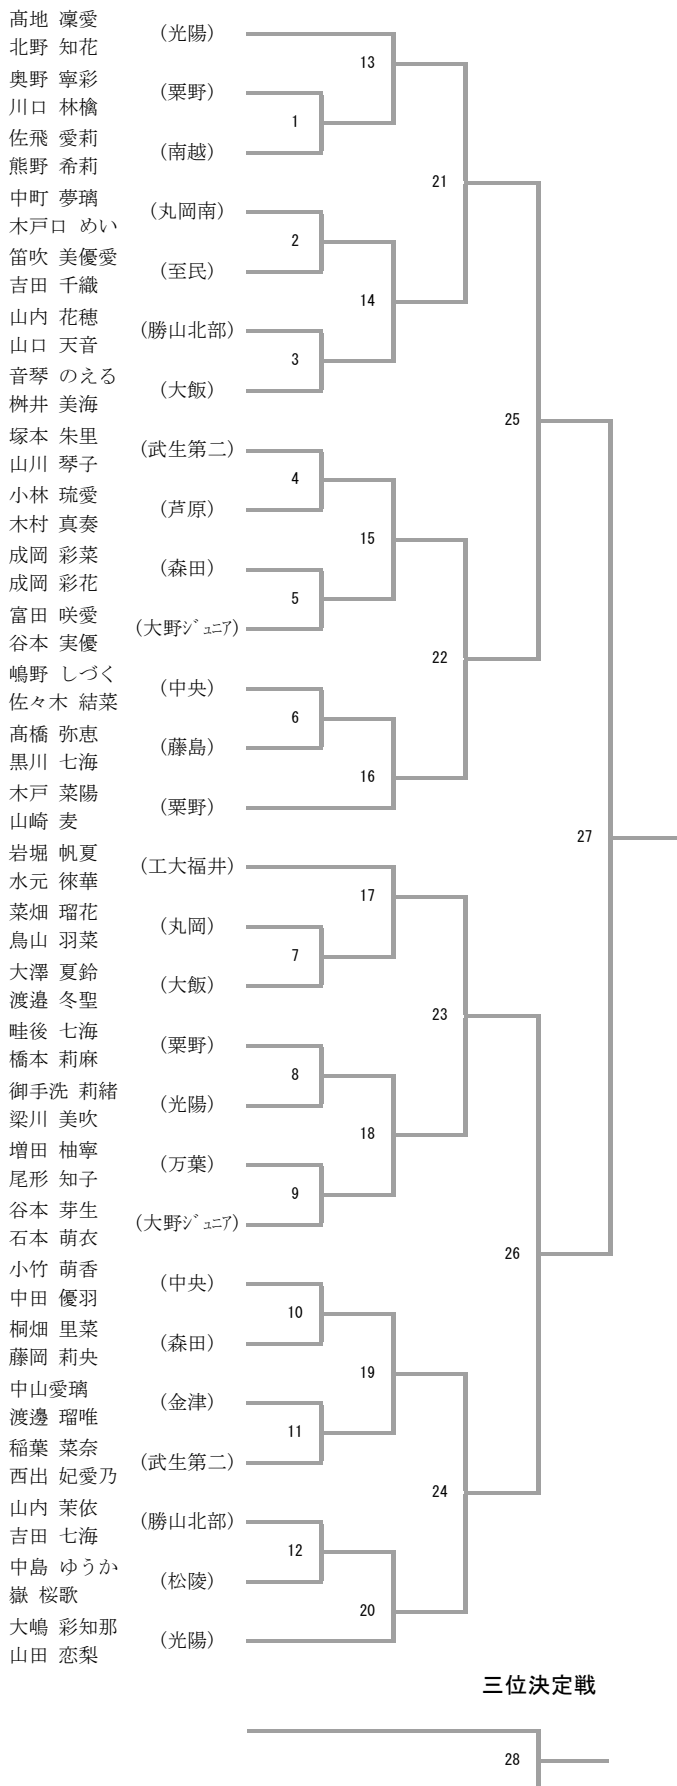 髙地 凜愛
北野 知花
(光陽)
奥野 寧彩
川口 林檎
(粟野)
佐飛 愛莉
熊野 希莉
(南越)
中町 夢璃
木戸口 めい
(丸岡南)
笛吹 美優愛
吉田 千織
(至民)
山内 花穂
山口 天音
(勝山北部)
音琴 のえる
桝井 美海
(大飯)
塚本 朱里
山川 琴子
(武生第二)
小林 琉愛
木村 真奏
(芦原)
成岡 彩菜
成岡 彩花
(森田)
富田 咲愛
谷本 実優
(大野ジュニア)
嶋野 しづく
佐々木 結菜
(中央)
髙橋 弥恵
黒川 七海
(藤島)
木戸 菜陽
山崎 麦
(粟野)
岩堀 帆夏
水元 徠華
(工大福井)
菜畑 瑠花
鳥山 羽菜
(丸岡)
大澤 夏鈴
渡邉 冬聖
(大飯)
畦後 七海
橋本 莉麻
(粟野)
御手洗 莉緒
梁川 美吹
(光陽)
増田 柚寧
尾形 知子
(万葉)
谷本 芽生
石本 萌衣
(大野ジュニア)
小竹 萌香
中田 優羽
(中央)
桐畑 里菜
藤岡 莉央
(森田)
中山愛璃
渡邊 瑠唯
(金津)
稲葉 菜奈
西出 妃愛乃
(武生第二)
山内 茉依
吉田 七海
(勝山北部)
中島 ゆうか
嶽 桜歌
(松陵)
大嶋 彩知那
山田 恋梨
(光陽)
1
2
3
4
5
6
7
8
9
10
11
12
13
14
15
16
17
18
19
20
21
22
23
24
25
26
27
三位決定戦
28